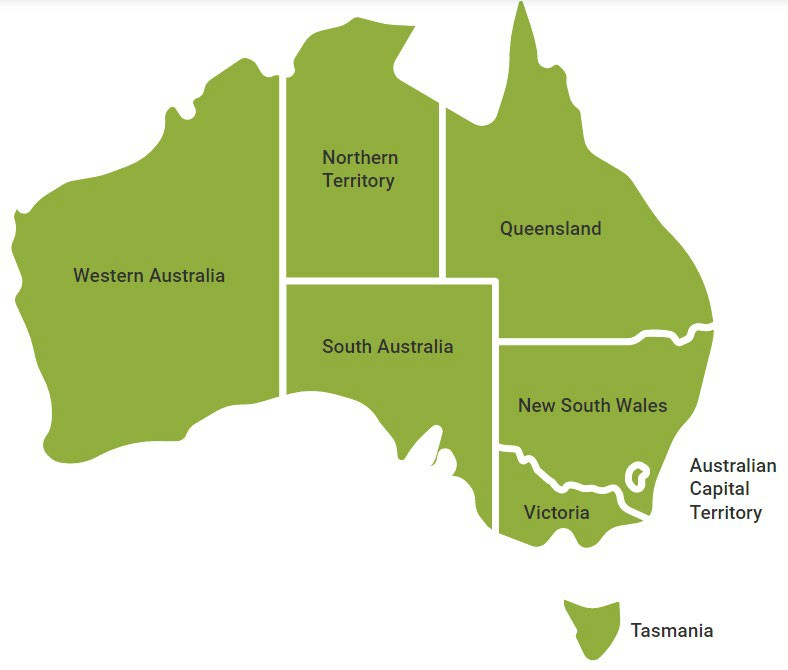 Northern
Territory
Queensland
Western Australia
South Australia
New South Wales
Australian
Capital
Territory
Victoria
Tasmania